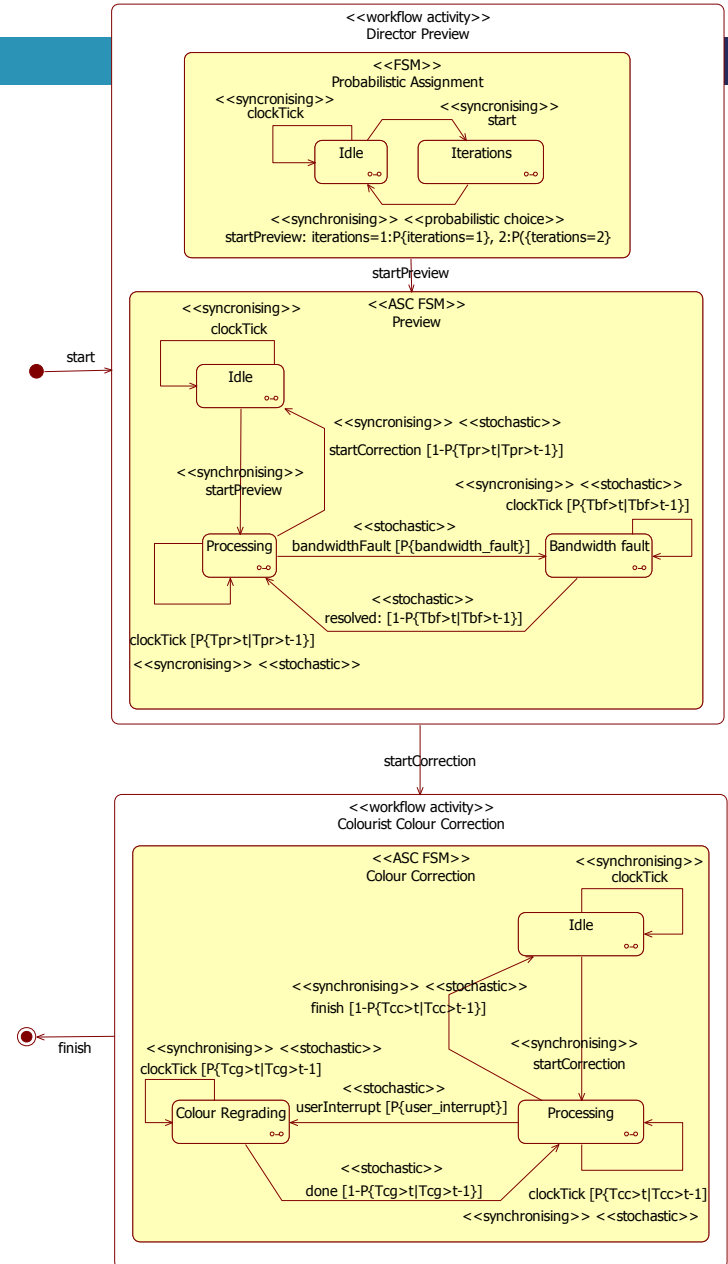 <<workflow activity>>
Director Preview
<<FSM>>
Probabilistic Assignment
<<syncronising>>
clockTick
<<syncronising>>
start
Idle
Iterations
<<synchronising>> <<probabilistic choice>>
startPreview: iterations=1:P{iterations=1}, 2:P({terations=2}
startPreview
<<ASC FSM>>
Preview
<<syncronising>>
clockTick
start
Idle
<<syncronising>> <<stochastic>>
startCorrection [1-P{Tpr>t|Tpr>t-1}]
<<synchronising>>
startPreview
<<syncronising>> <<stochastic>>
clockTick [P{Tbf>t|Tbf>t-1}]
<<stochastic>>
bandwidthFault [P{bandwidth_fault}]
Processing
Bandwidth fault
<<stochastic>>
resolved: [1-P{Tbf>t|Tbf>t-1}]
clockTick [P{Tpr>t|Tpr>t-1}]
<<syncronising>> <<stochastic>>
startCorrection
<<workflow activity>>
Colourist Colour Correction
<<ASC FSM>>
Colour Correction
<<synchronising>>
clockTick
Idle
<<synchronising>> <<stochastic>>
finish [1-P{Tcc>t|Tcc>t-1}]
finish
<<synchronising>> <<stochastic>>
clockTick [P{Tcg>t|Tcg>t-1]
<<synchronising>>
startCorrection
<<stochastic>>
userInterrupt [P{user_interrupt}]
Colour Regrading
Processing
<<stochastic>>
done [1-P{Tcg>t|Tcg>t-1}]
clockTick [P{Tcc>t|Tcc>t-1]
<<synchronising>> <<stochastic>>